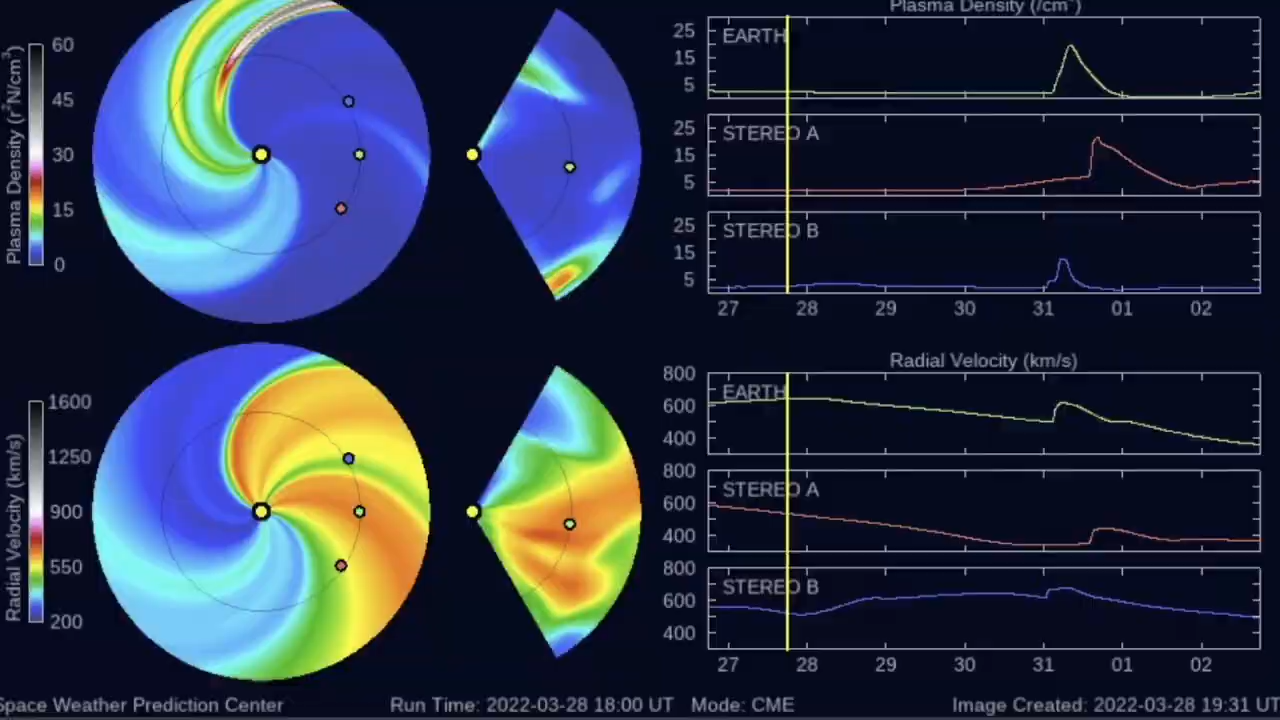 Plasma Density (/cm³)
Plasma Density (r²N/cm³)
60
45
30
15
0
25
15
5
EARTH
25
15
5
STEREO A
25
15
5
STEREO B
27 28 29 30 31 01 02
Radial Velocity (km/s)
Radial Velocity (km/s)
1600
1250
900
550
200
800
600
400
EARTH
800
600
400
STEREO A
800
600
400
STEREO B
27 28 29 30 31 01 02
Space Weather Prediction Center Run Time: 2022-03-28 18:00 UT Mode: CME Image Created: 2022-03-28 19:31 UT